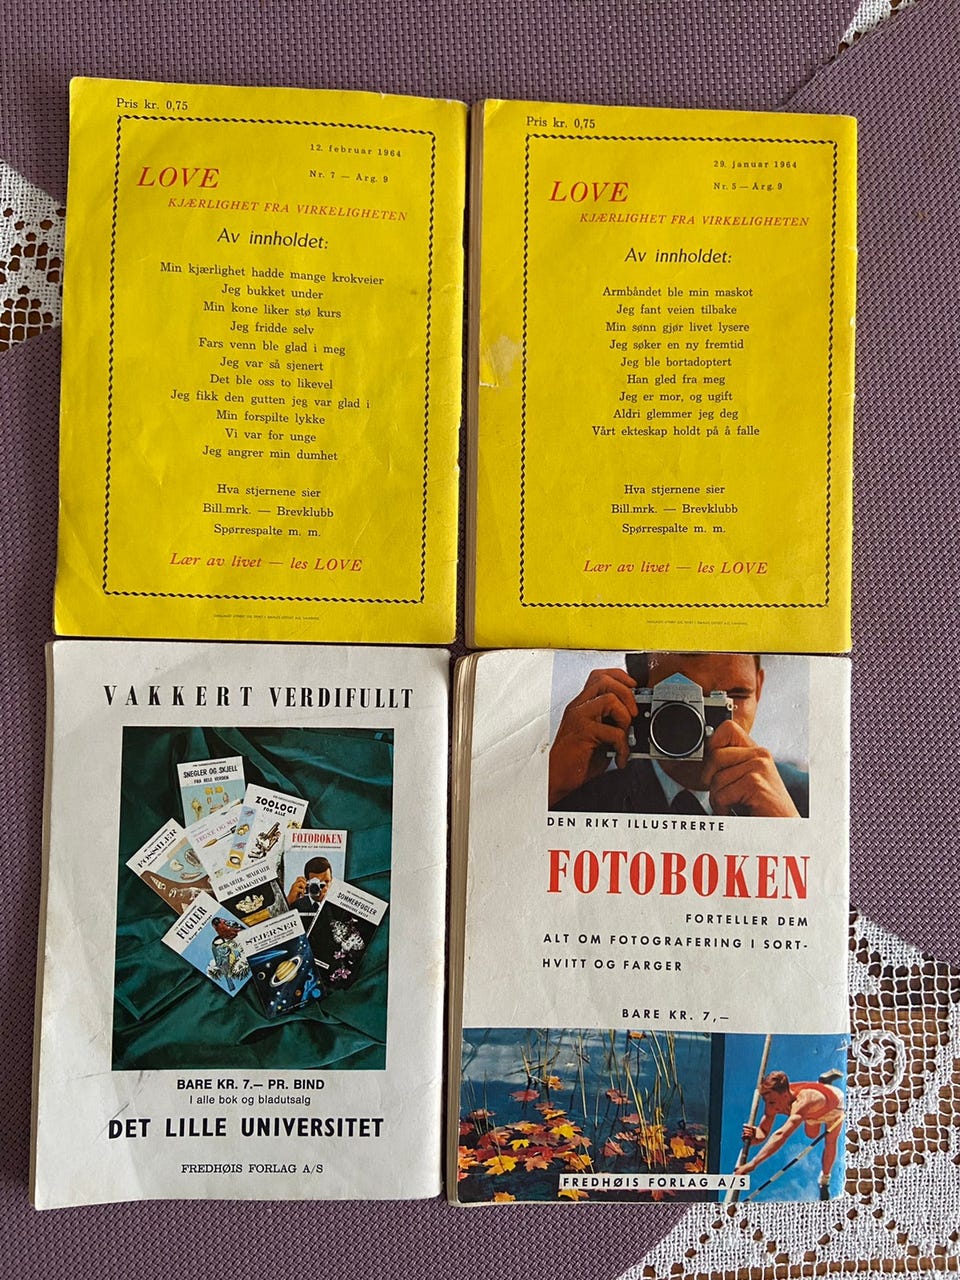 Pris kr. 0,75
12. februar 1964
LOVE
Nr. 7 — Arg. 9
KJÆRLIGHET FRA VIRKELIGHETEN
Av innholdet:
Min kjærlighet hadde mange krokveier
Jeg bukket under
Min kone liker stø kurs
Jeg fridde selv
Fars venn ble glad i meg
Jeg var så sjenert
Det ble oss to likevel
Jeg fikk den gutten jeg var glad i
Min forspilte lykke
Vi var for unge
Jeg angrer min dumhet
Hva stjernene sier
Bill.mrk. — Brevklubb
Spørrespalte m. m.
Lær av livet — les LOVE
Pris kr. 0,75
29. januar 1964
LOVE
Nr. 5 — Arg. 9
KJÆRLIGHET FRA VIRKELIGHETEN
Av innholdet:
Armbåndet ble min maskot
Jeg fant veien tilbake
Min sønn gjør livet lysere
Jeg søker en ny fremtid
Jeg ble bortadoptert
Han gled fra meg
Jeg er mor, og ugift
Aldri glemmer jeg deg
Vårt ekteskap holdt på å falle
Hva stjernene sier
Bill.mrk. — Brevklubb
Spørrespalte m. m.
Lær av livet — les LOVE
VAKKERT VERDIFULLT
SNEGLER OG SKJELL
FRA HELE VERDEN
ZOOLOGI
FOR ALLE
FOSSILER
FOTOBOKEN
BERGARTER, MINERALER
SOMMERFUGLER
FUGLER
STJERNER
BARE KR. 7.— PR. BIND
I alle bok og bladutsalg
DET LILLE UNIVERSITET
FREDHØIS FORLAG A/S
DEN RIKT ILLUSTRERTE
FOTOBOKEN
FORTELLER DEM
ALT OM FOTOGRAFERING I SORT-
HVITT OG FARGER
BARE KR. 7,—
FREDHØIS FORLAG A/S